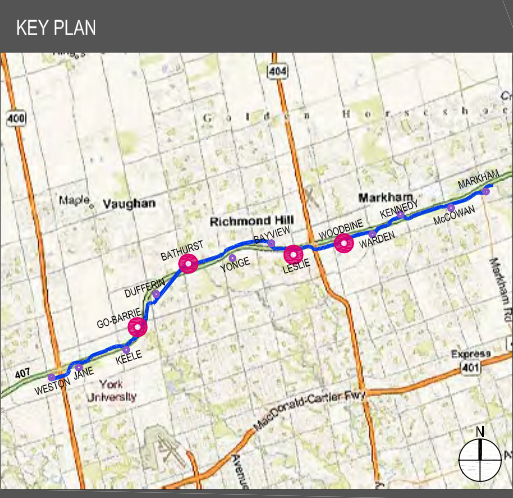 KEY PLAN
404
400
Golden Horsesho
Maple
Vaughan
Markham
MARKHAM
KENNEDY
McCOWAN
Richmond Hill
WOODBINE
BAYVIEW
WARDEN
BATHURST
YONGE
LESLIE
DUFFERIN
Markham Rd
GO-BARRIE
KEELE
Express
401
407
WESTON
JANE
York
University
MacDonald-Cartier Fwy
N
Avenue